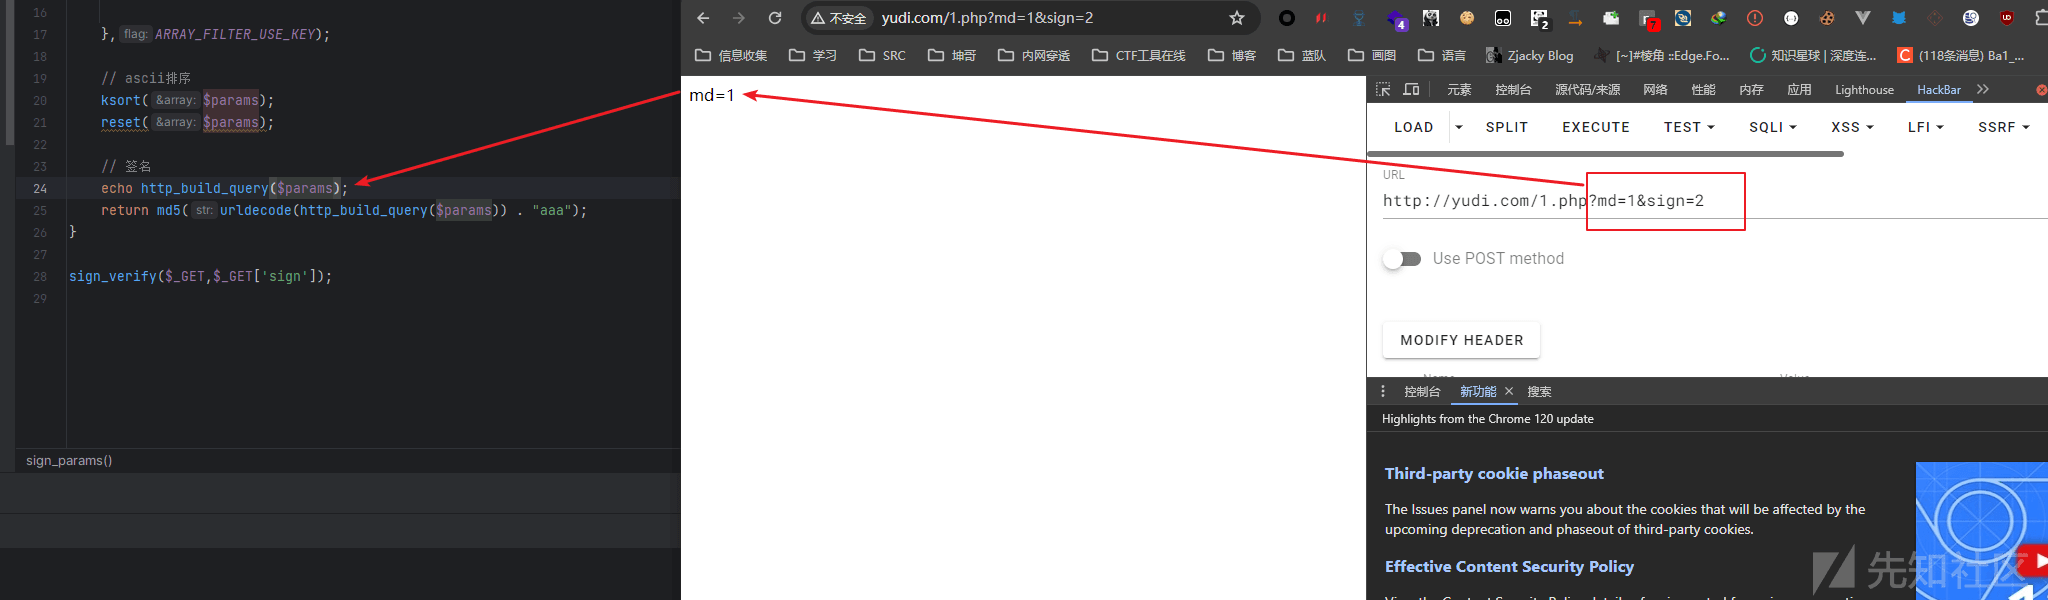 16
17 }, flag: ARRAY_FILTER_USE_KEY);
18
19 // ascii排序
20 ksort( &array: $params);
21 reset( &array: $params);
22
23 // 签名
24 echo http_build_query($params);
25 return md5( str: urldecode(http_build_query($params)) . "aaa");
26 }
27
28 sign_verify($_GET,$_GET['sign']);
29
sign_params()
不安全 yudi.com/1.php?md=1&sign=2
4 2 7
信息收集 学习 SRC 坤哥 内网穿透 CTF工具在线 博客 蓝队 画图 语言 Zjacky Blog [~]#棱角 ::Edge.Fo... 知识星球 | 深度连... (118条消息) Ba1_...
md=1
元素 控制台 源代码/来源 网络 性能 内存 应用 Lighthouse HackBar
LOAD SPLIT EXECUTE TEST SQLI XSS LFI SSRF
URL
http://yudi.com/1.php?md=1&sign=2
Use POST method
MODIFY HEADER
控制台 新功能 搜索
Highlights from the Chrome 120 update
Third-party cookie phaseout
The Issues panel now warns you about the cookies that will be affected by the
upcoming deprecation and phaseout of third-party cookies.
Effective Content Security Policy
先知社区